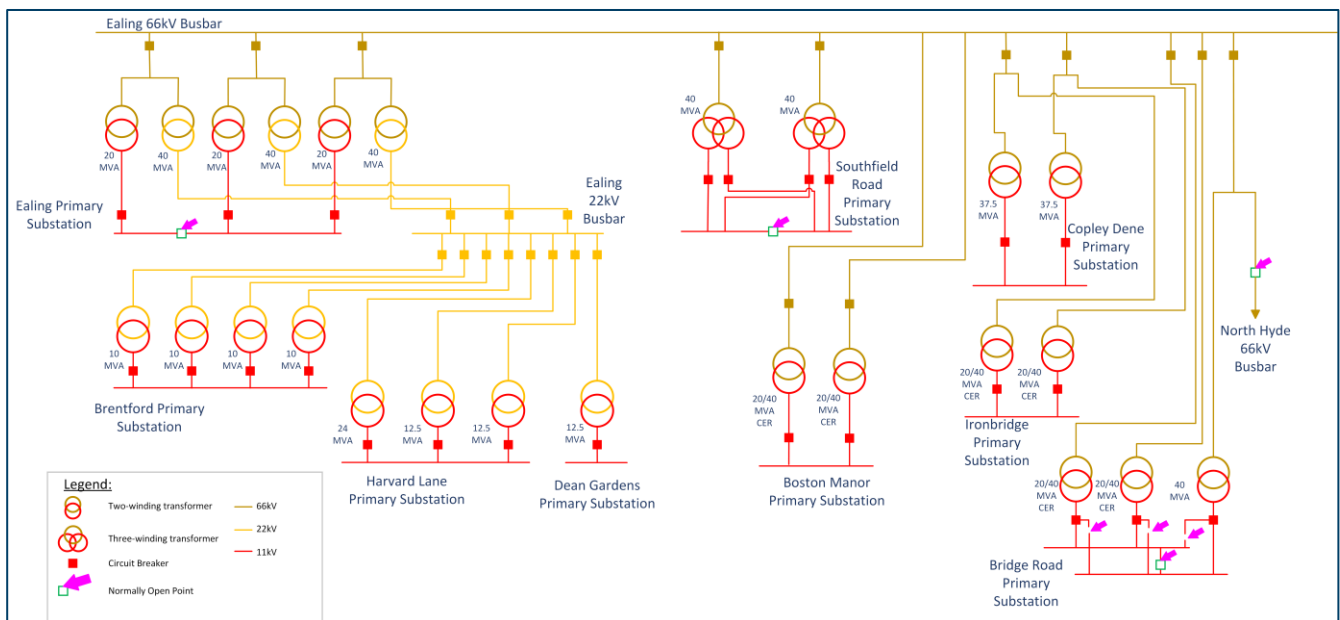 Ealing 66kV Busbar
20
MVA
40
MVA
20
MVA
40
MVA
20
MVA
40
MVA
Ealing Primary
Substation
Ealing
22kV
Busbar
40
MVA
40
MVA
Southfield
Road
Primary
Substation
37.5
MVA
37.5
MVA
Copley Dene
Primary
Substation
North Hyde
66kV
Busbar
10
MVA
10
MVA
10
MVA
10
MVA
Brentford Primary
Substation
24
MVA
12.5
MVA
12.5
MVA
Harvard Lane
Primary Substation
12.5
MVA
Dean Gardens
Primary Substation
20/40
MVA
CER
20/40
MVA
CER
Boston Manor
Primary Substation
20/40
MVA
CER
20/40
MVA
CER
Ironbridge
Primary
Substation
20/40
MVA
CER
20/40
MVA
CER
40
MVA
Bridge Road
Primary
Substation
Legend:
Two-winding transformer
Three-winding transformer
Circuit Breaker
Normally Open Point
66kV
22kV
11kV